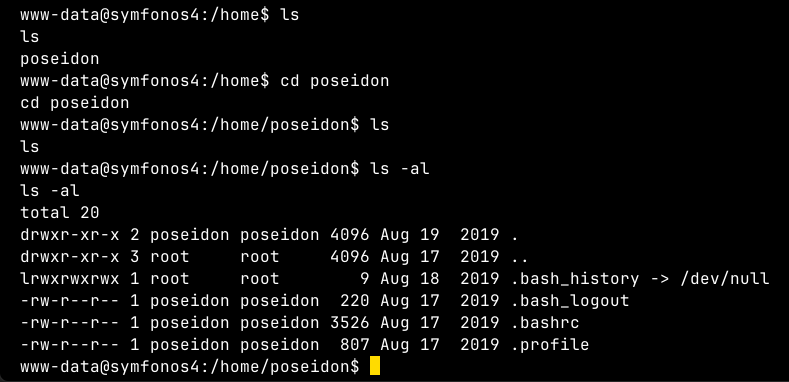 www-data@symfonos4:/home$ ls
ls
poseidon
www-data@symfonos4:/home$ cd poseidon
cd poseidon
www-data@symfonos4:/home/poseidon$ ls
ls
www-data@symfonos4:/home/poseidon$ ls -al
ls -al
total 20
drwxr-xr-x 2 poseidon poseidon 4096 Aug 19  2019 .
drwxr-xr-x 3 root     root     4096 Aug 17  2019 ..
lrwxrwxrwx 1 root     root        9 Aug 18  2019 .bash_history -> /dev/null
-rw-r--r-- 1 poseidon poseidon  220 Aug 17  2019 .bash_logout
-rw-r--r-- 1 poseidon poseidon 3526 Aug 17  2019 .bashrc
-rw-r--r-- 1 poseidon poseidon  807 Aug 17  2019 .profile
www-data@symfonos4:/home/poseidon$